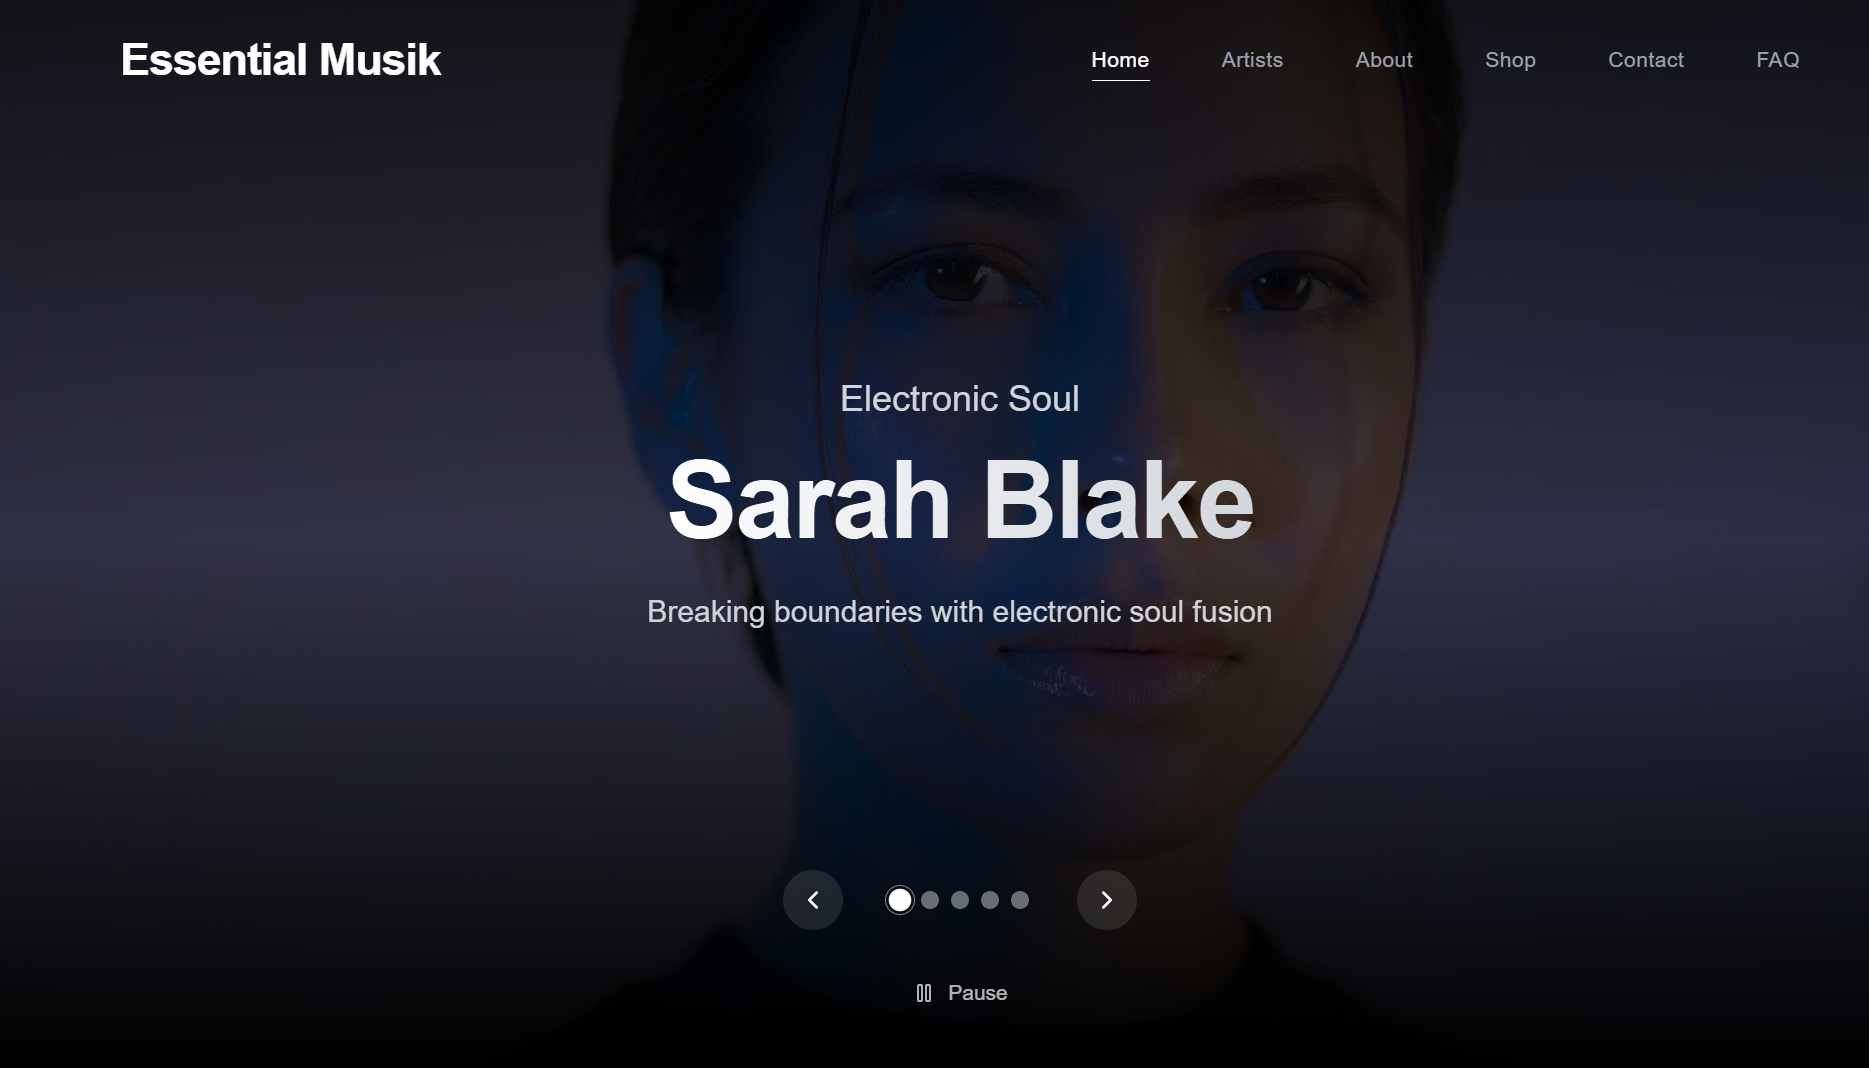 Essential Musik
Home Artists About Shop Contact FAQ
Electronic Soul
Sarah Blake
Breaking boundaries with electronic soul fusion
Pause